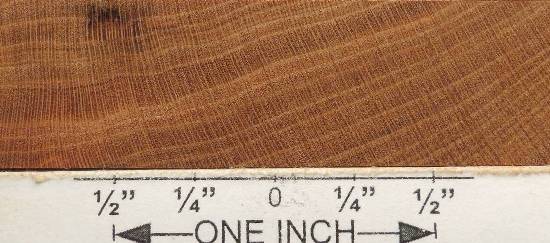 ½” ¼” 0 ¼” ½”
ONE INCH